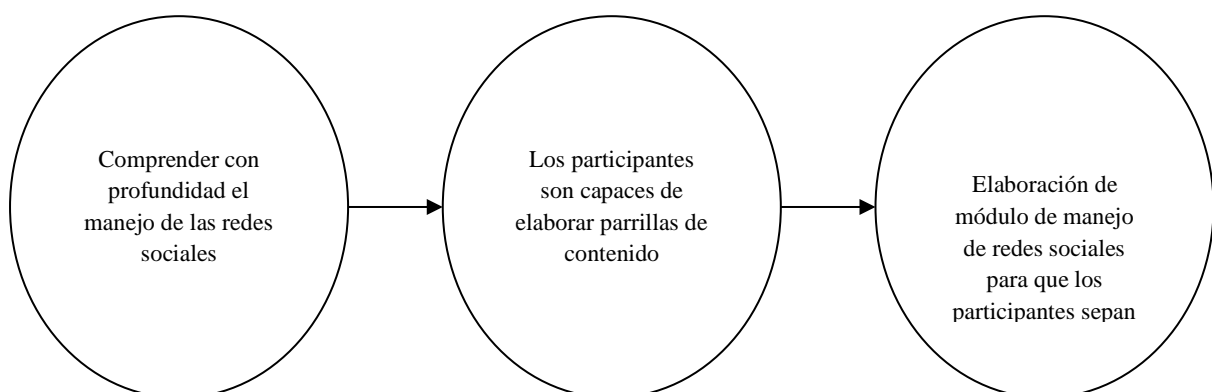 Comprender con
profundidad el
manejo de las redes
sociales
Los participantes
son capaces de
elaborar parrillas de
contenido
Elaboración de
módulo de manejo
de redes sociales
para que los
participantes sepan